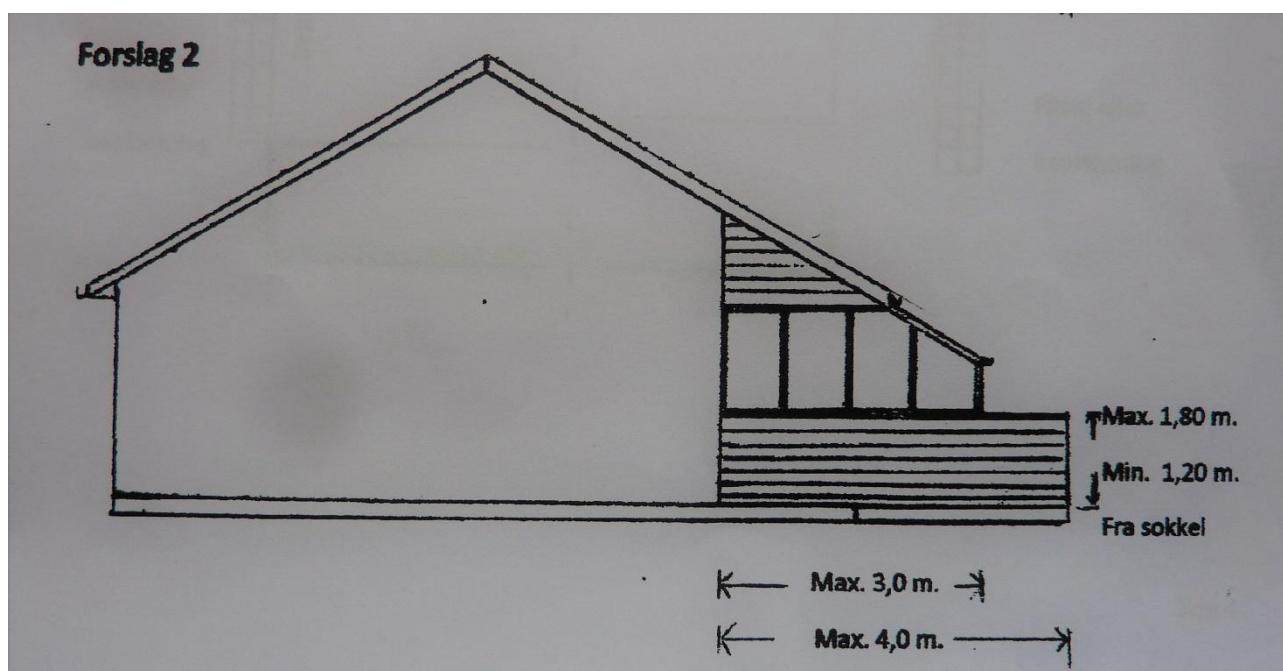 Forslag 2
Max. 1,80 m.
Min. 1,20 m.
Fra sokkel
Max. 3,0 m.
Max. 4,0 m.